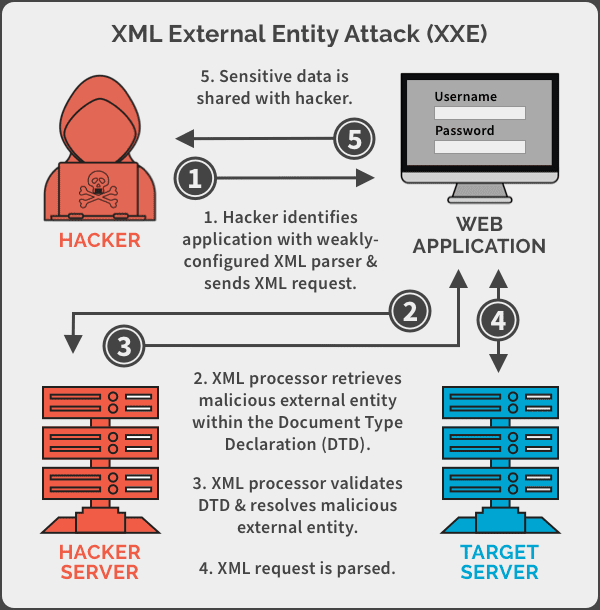 XML External Entity Attack (XXE)
5. Sensitive data is
shared with hacker.
Username
Password
5
1
HACKER
1. Hacker identifies
application with weakly-
configured XML parser &
sends XML request.
WEB
APPLICATION
2
3
4
2. XML processor retrieves
malicious external entity
within the Document Type
Declaration (DTD).
3. XML processor validates
DTD & resolves malicious
external entity.
4. XML request is parsed.
HACKER
SERVER
TARGET
SERVER